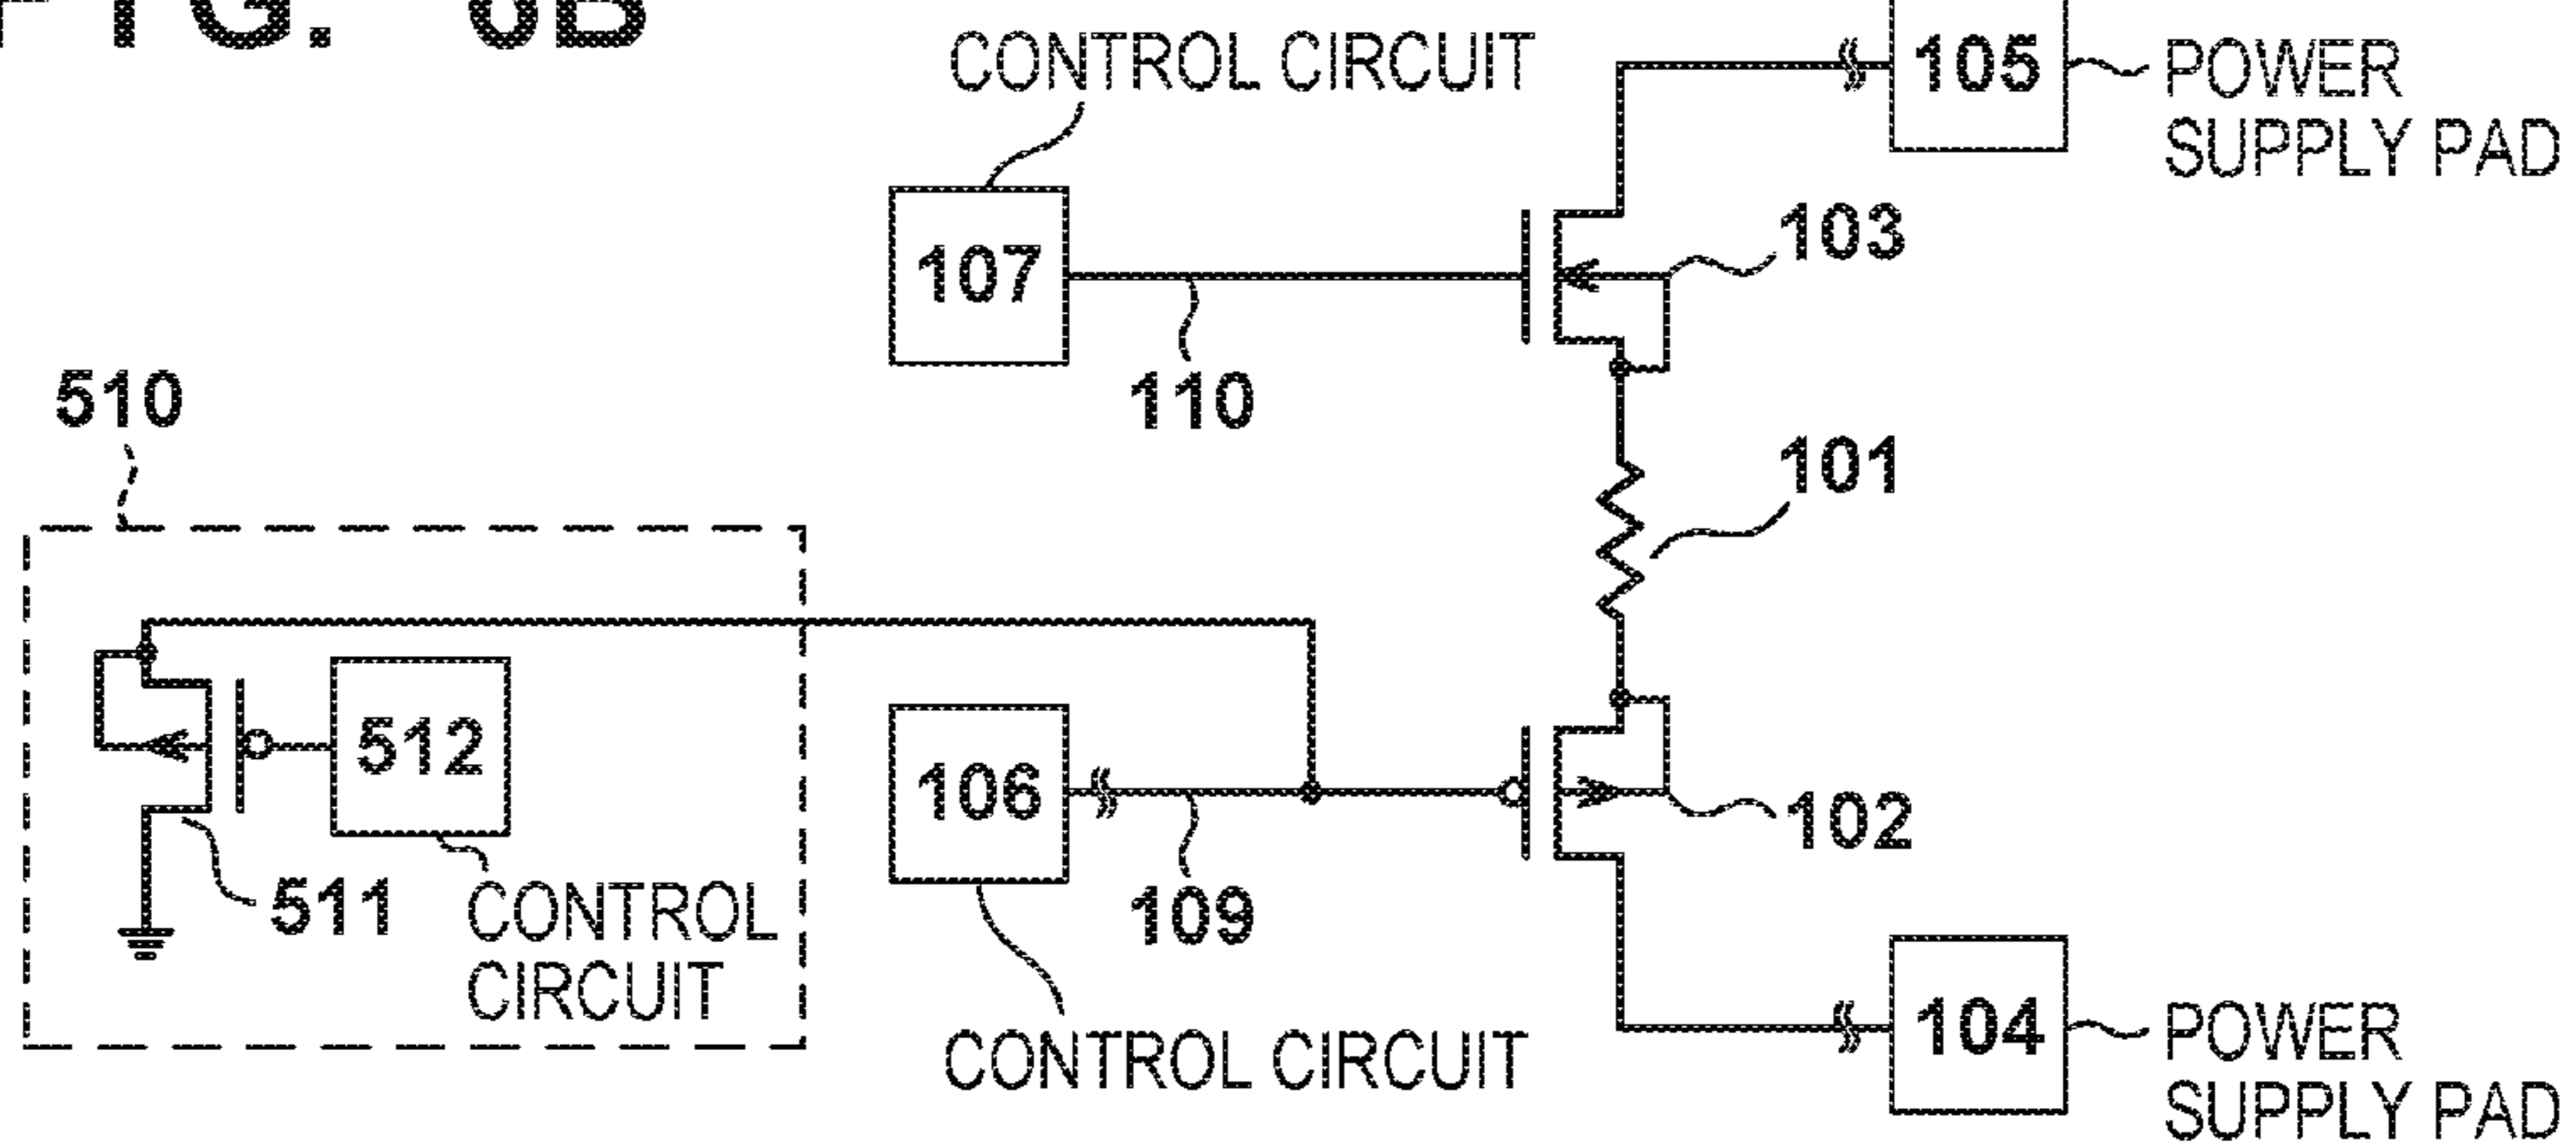 FIG.
CONTROL CIRCUIT
105
POWER
SUPPLY PAD
107
103
110
510
101
512
106
102
511
CONTROL
CIRCUIT
109
CONTROL CIRCUIT
104
POWER
SUPPLY PAD